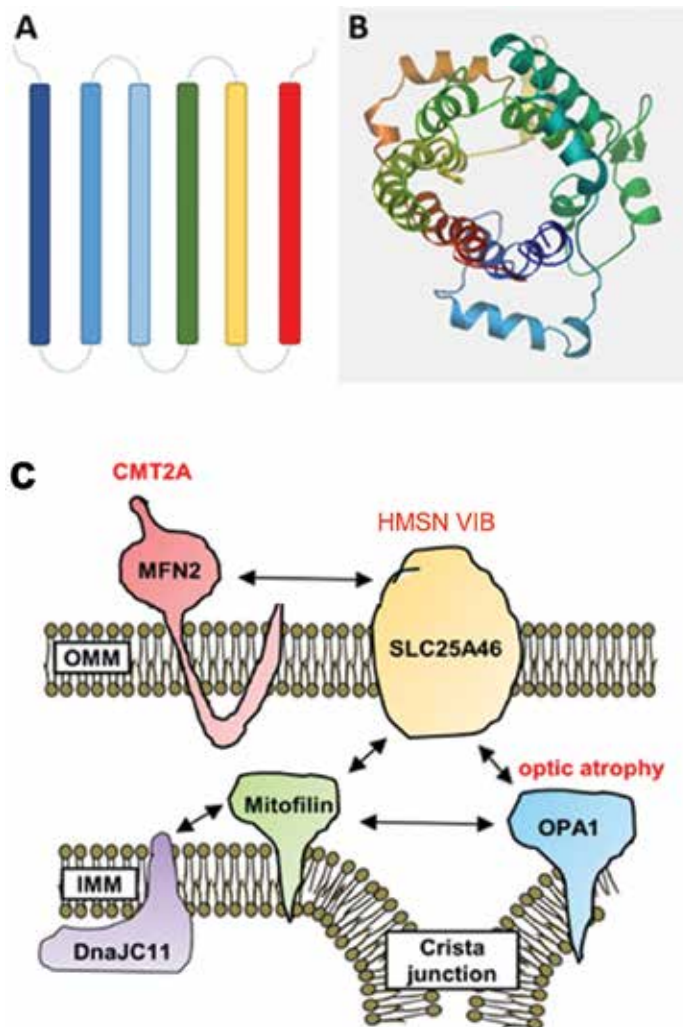 A
B
C
CMT2A
HMSN VIB
MFN2
SLC25A46
OMM
optic atrophy
Mitofilin
OPA1
IMM
DnaJC11
Crista
junction